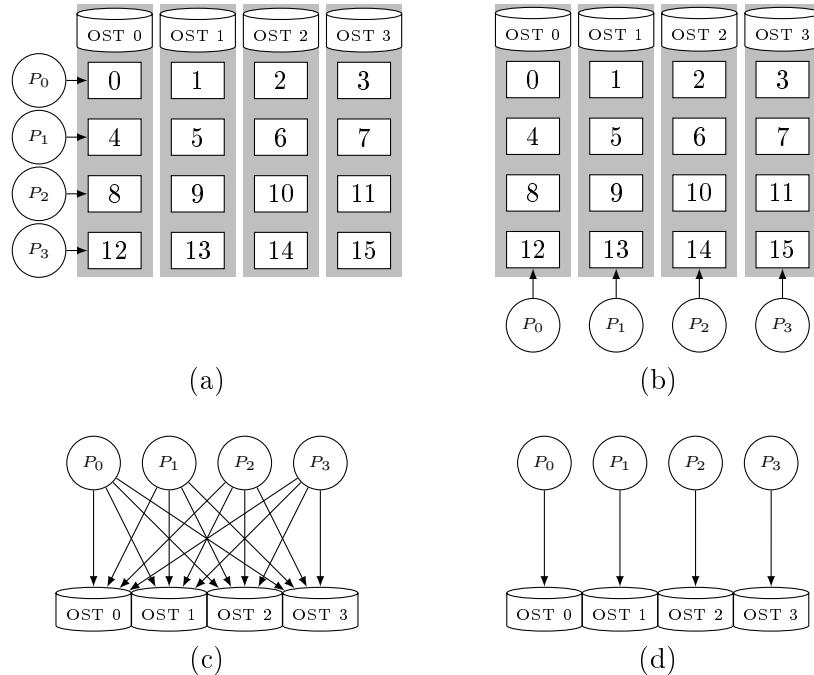 OST 0 OST 1 OST 2 OST 3
P0 0 1 2 3
P1 4 5 6 7
P2 8 9 10 11
P3 12 13 14 15
(a)
OST 0 OST 1 OST 2 OST 3
0 1 2 3
4 5 6 7
8 9 10 11
12 13 14 15
P0 P1 P2 P3
(b)
P0 P1 P2 P3
OST 0 OST 1 OST 2 OST 3
(c)
P0 P1 P2 P3
OST 0 OST 1 OST 2 OST 3
(d)